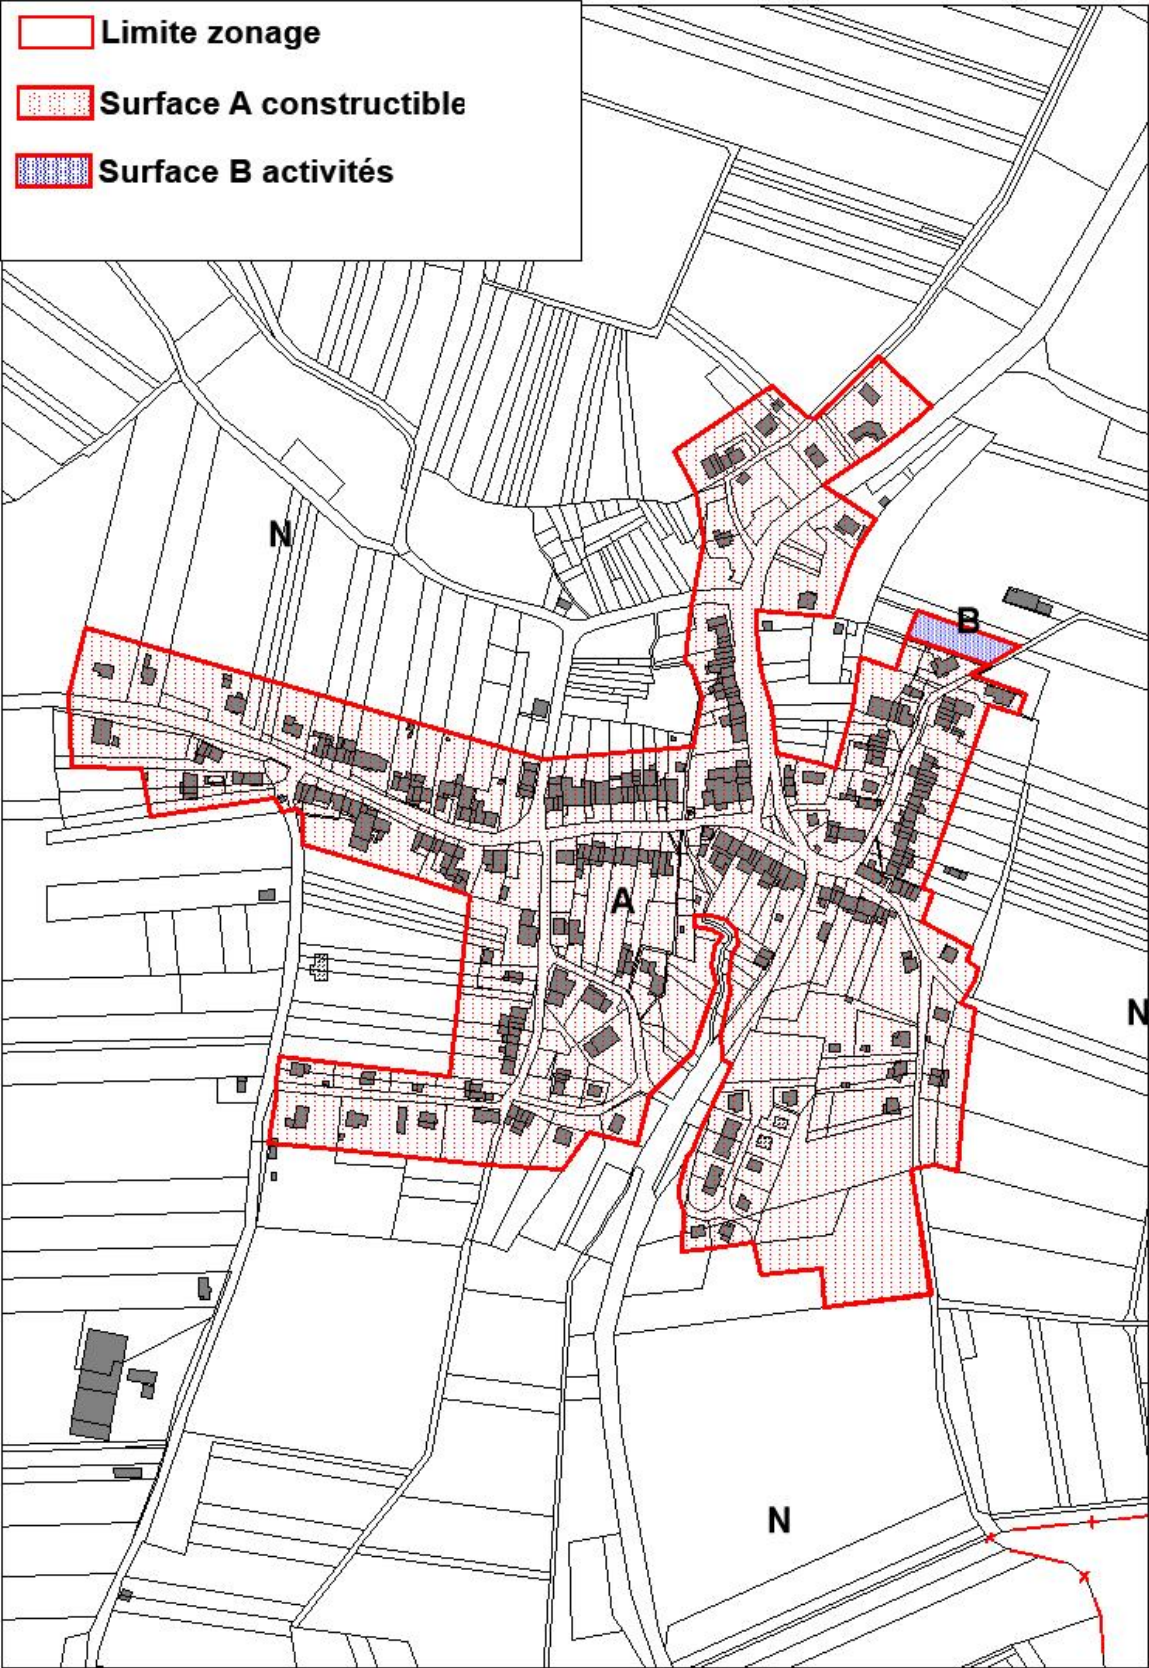 Limite zonage
Surface A constructible
Surface B activités
N
B
A
N
N